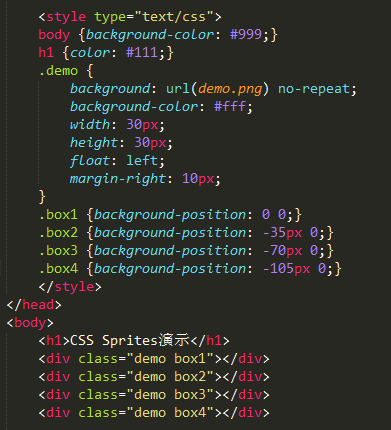 <style type="text/css">
body {background-color: #999;}
h1 {color: #111;}
.demo {
background: url(demo.png) no-repeat;
background-color: #fff;
width: 30px;
height: 30px;
float: left;
margin-right: 10px;
}
.box1 {background-position: 0 0;}
.box2 {background-position: -35px 0;}
.box3 {background-position: -70px 0;}
.box4 {background-position: -105px 0;}
</style>
</head>
<body>
<h1>CSS Sprites演示</h1>
<div class="demo box1"></div>
<div class="demo box2"></div>
<div class="demo box3"></div>
<div class="demo box4"></div>